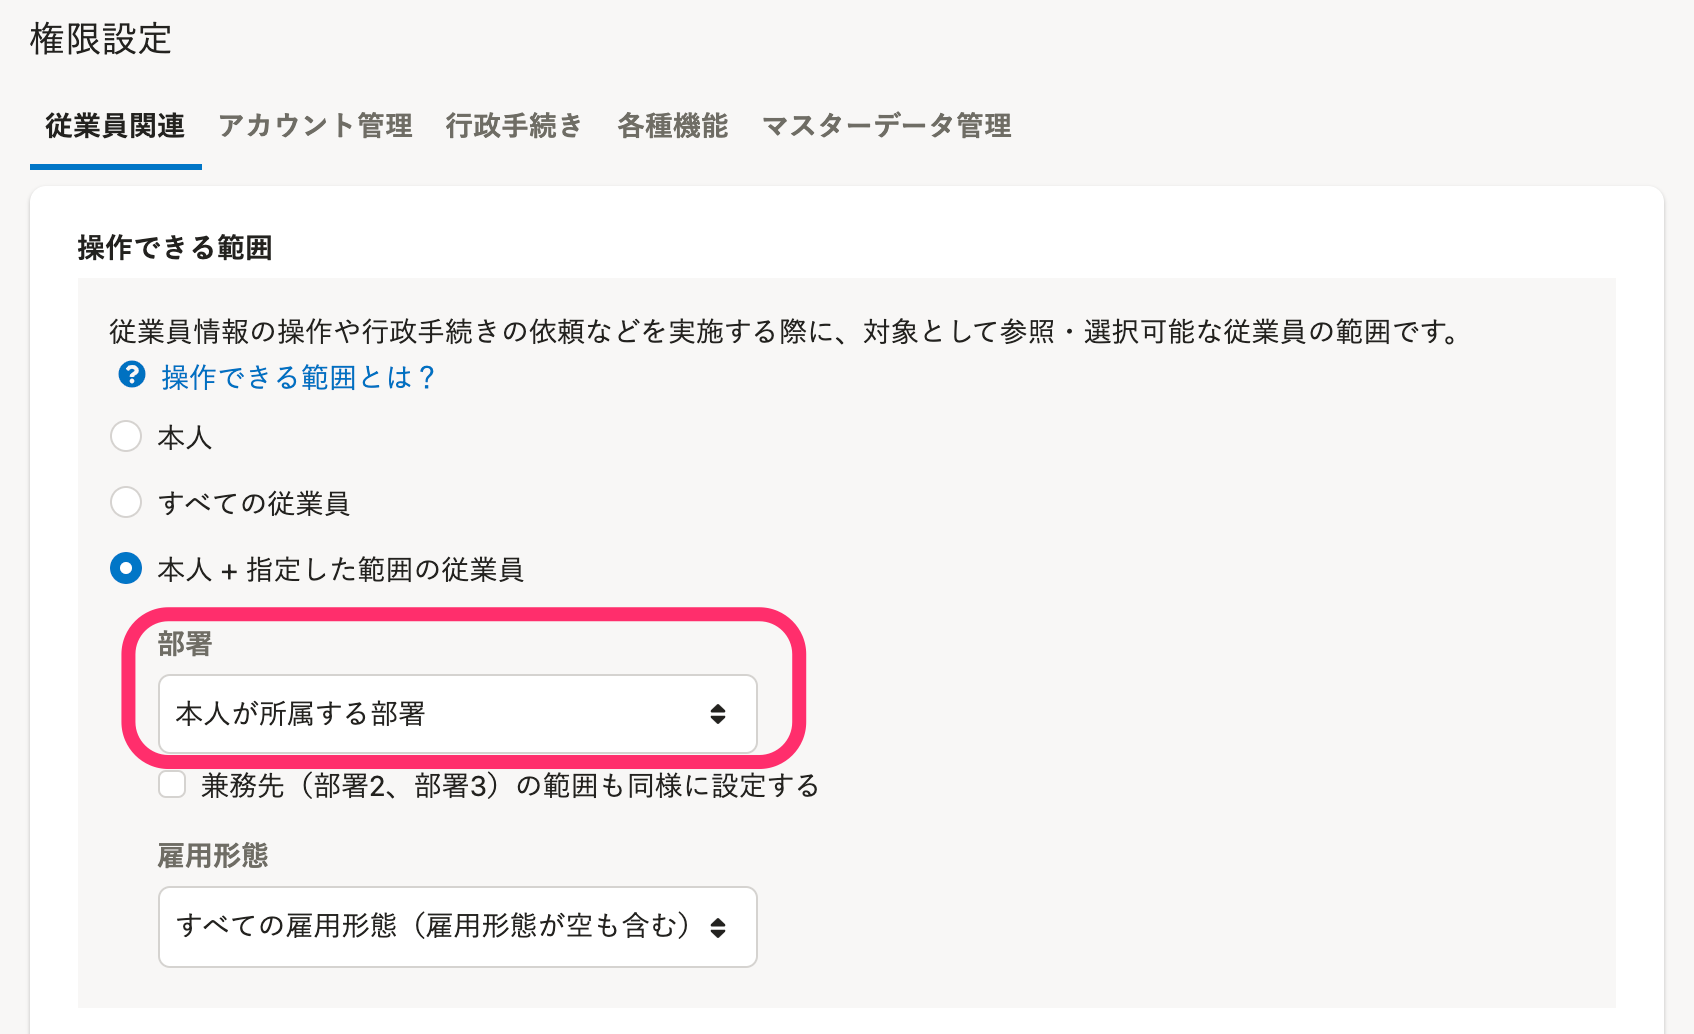 権限設定
従業員関連 アカウント管理 行政手続き 各種機能 マスターデータ管理
操作できる範囲
従業員情報の操作や行政手続きの依頼などを実施する際に、対象として参照・選択可能な従業員の範囲です。
? 操作できる範囲とは？
本人
すべての従業員
本人 + 指定した範囲の従業員
部署
本人が所属する部署
兼務先（部署2、部署3）の範囲も同様に設定する
雇用形態
すべての雇用形態（雇用形態が空も含む）